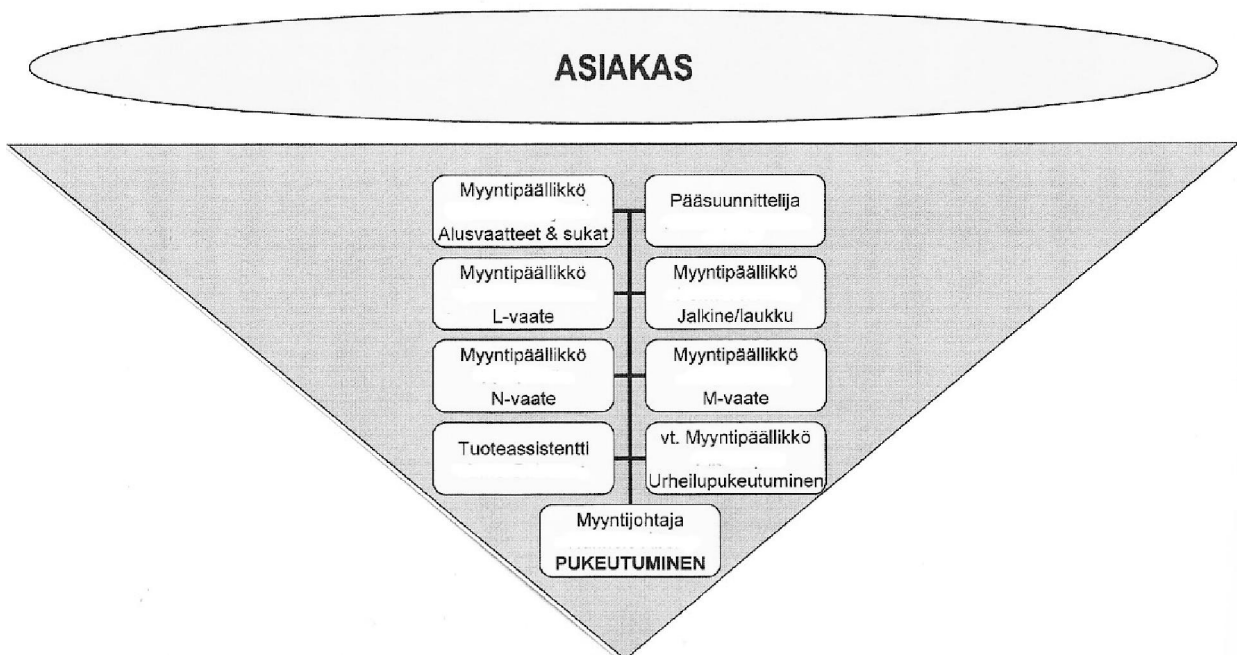 ASIAKAS
Myyntipäällikkö
Alusvaatteet & sukat
Pääsuunnittelija
Myyntipäällikkö
L-vaate
Myyntipäällikkö
Jalkine/laukku
Myyntipäällikkö
N-vaate
Myyntipäällikkö
M-vaate
Tuoteassistentti
vt. Myyntipäällikkö
Urheilupukeutuminen
Myyntijohtaja
PUKEUTUMINEN